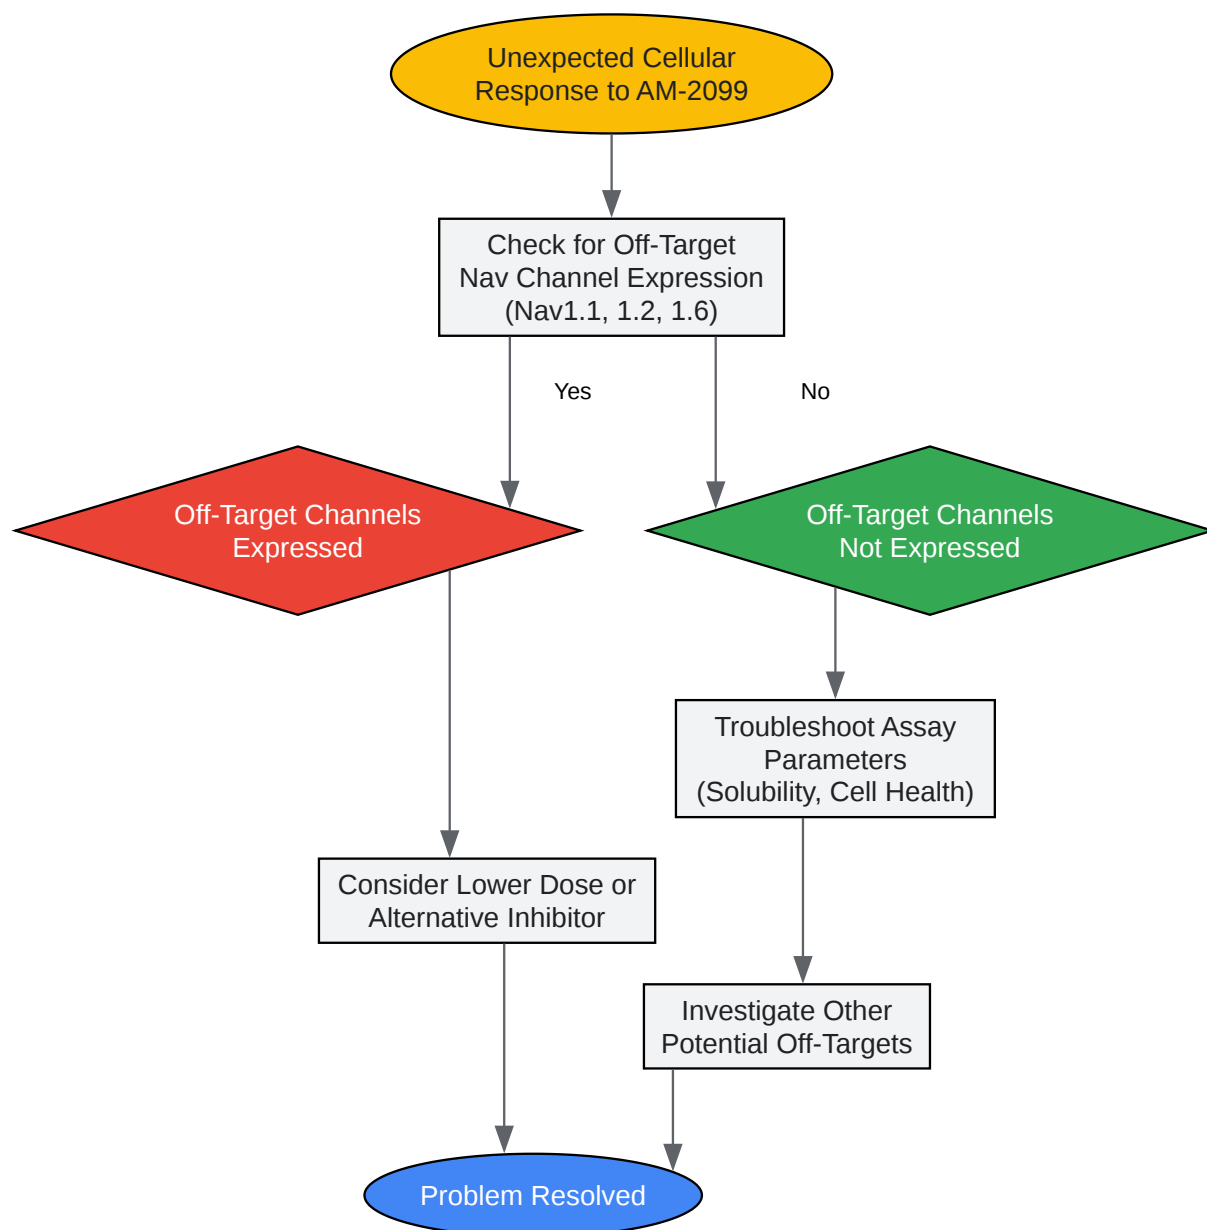 Unexpected Cellular
Response to AM-2099
Check for Off-Target
Nav Channel Expression
(Nav1.1, 1.2, 1.6)
Yes
No
Off-Target Channels
Expressed
Off-Target Channels
Not Expressed
Troubleshoot Assay
Parameters
(Solubility, Cell Health)
Consider Lower Dose or
Alternative Inhibitor
Investigate Other
Potential Off-Targets
Problem Resolved